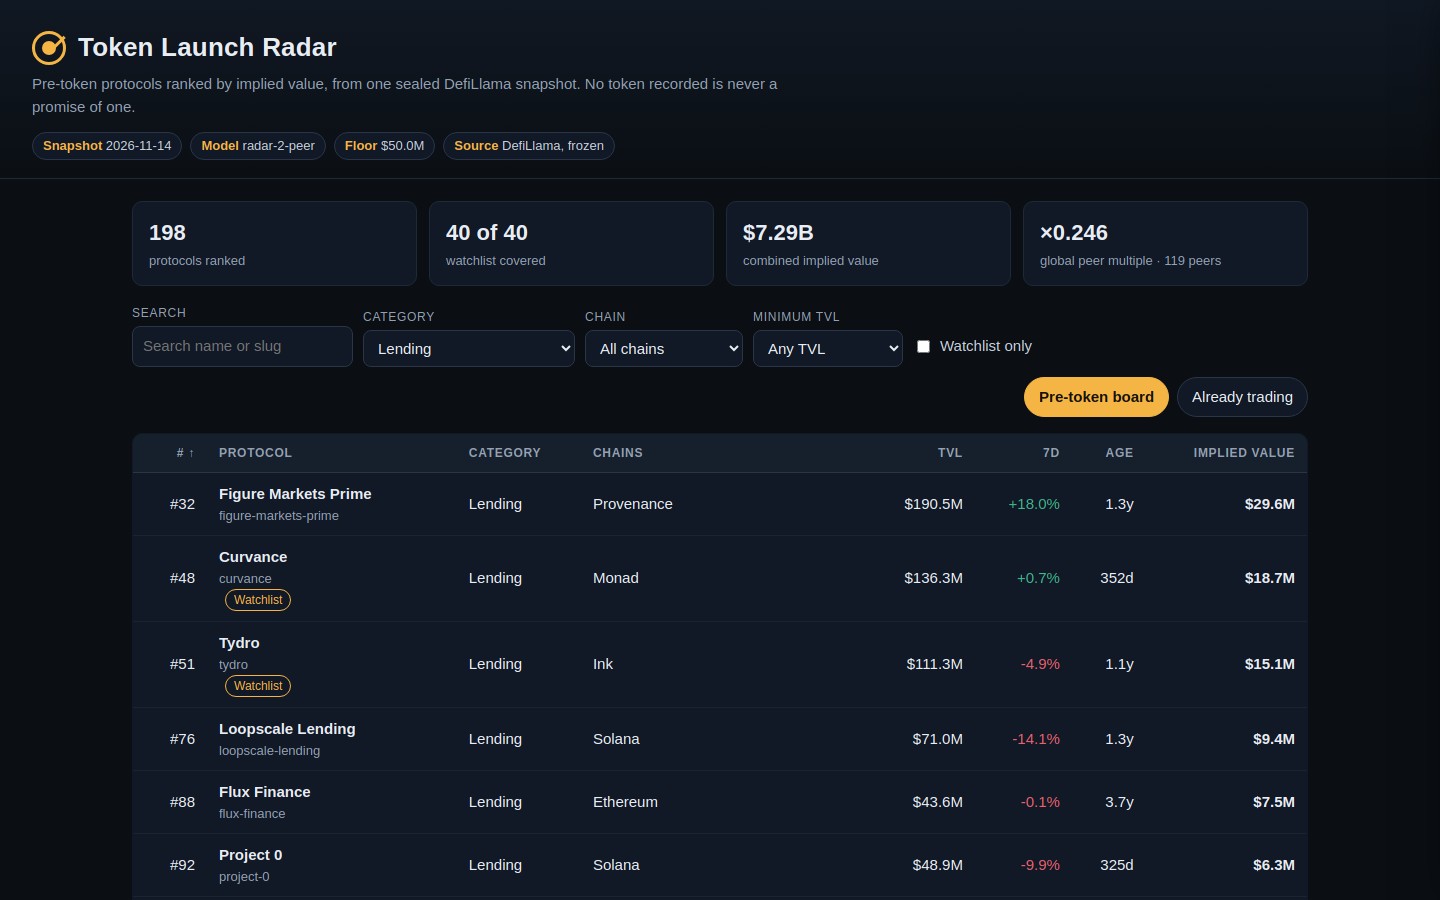 Token Launch Radar
Pre-token protocols ranked by implied value, from one sealed DefiLlama snapshot. No token recorded is never a
promise of one.
Snapshot 2026-11-14 Model radar-2-peer Floor $50.0M Source DefiLlama, frozen
198 40 of 40 $7.29B ×0.246
protocols ranked watchlist covered combined implied value global peer multiple · 119 peers
SEARCH CATEGORY CHAIN MINIMUM TVL
Search name or slug Lending All chains Any TVL Watchlist only
Pre-token board Already trading
# ↑ PROTOCOL CATEGORY CHAINS TVL 7D AGE IMPLIED VALUE
#32 Figure Markets Prime Lending Provenance $190.5M +18.0% 1.3y $29.6M
figure-markets-prime
#48 Curvance Lending Monad $136.3M +0.7% 352d $18.7M
curvance
Watchlist
#51 Tydro Lending Ink $111.3M -4.9% 1.1y $15.1M
tydro
Watchlist
#76 Loopscale Lending Lending Solana $71.0M -14.1% 1.3y $9.4M
loopscale-lending
#88 Flux Finance Lending Ethereum $43.6M -0.1% 3.7y $7.5M
flux-finance
#92 Project 0 Lending Solana $48.9M -9.9% 325d $6.3M
project-0